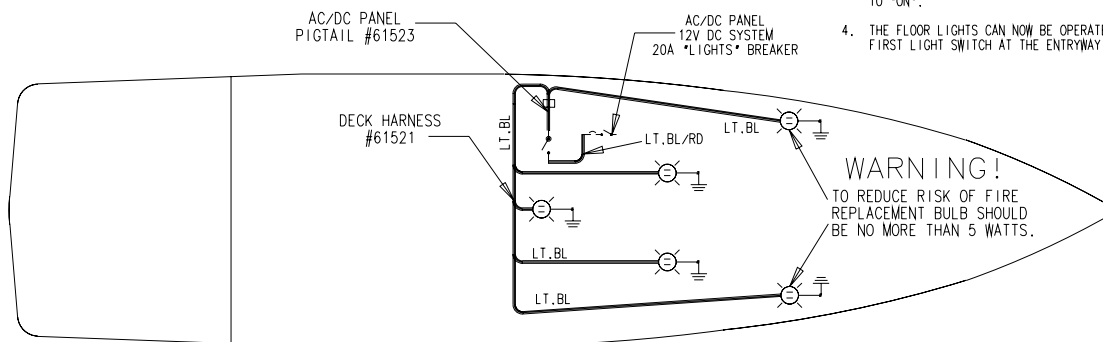 TO "ON".
4. THE FLOOR LIGHTS CAN NOW BE OPERATE
FIRST LIGHT SWITCH AT THE ENTRYWAY
AC/DC PANEL
PIGTAIL #61523
AC/DC PANEL
12V DC SYSTEM
20A "LIGHTS" BREAKER
DECK HARNESS
#61521
LT.BL
LT.BL/RD
LT.BL
WARNING!
TO REDUCE RISK OF FIRE
REPLACEMENT BULB SHOULD
BE NO MORE THAN 5 WATTS.
LT.BL
LT.BL